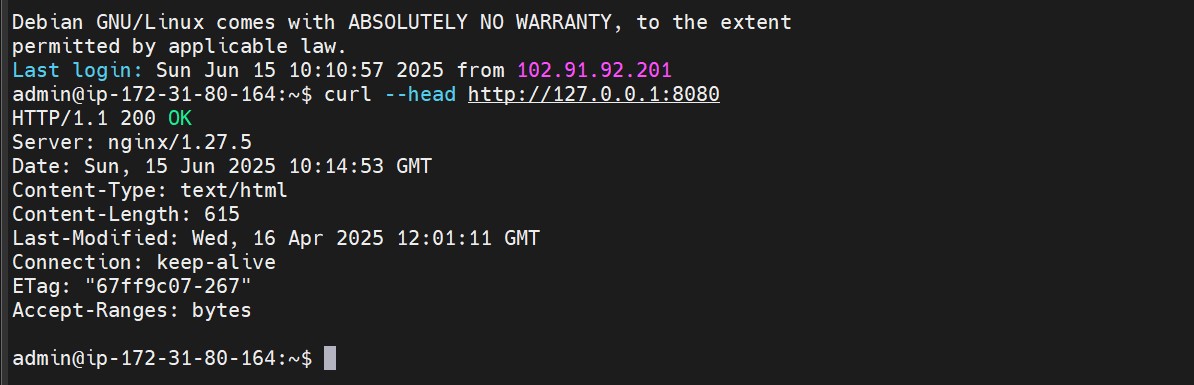 Debian GNU/Linux comes with ABSOLUTELY NO WARRANTY, to the extent
permitted by applicable law.
Last login: Sun Jun 15 10:10:57 2025 from 102.91.92.201
admin@ip-172-31-80-164:~$ curl --head http://127.0.0.1:8080
HTTP/1.1 200 OK
Server: nginx/1.27.5
Date: Sun, 15 Jun 2025 10:14:53 GMT
Content-Type: text/html
Content-Length: 615
Last-Modified: Wed, 16 Apr 2025 12:01:11 GMT
Connection: keep-alive
ETag: "67ff9c07-267"
Accept-Ranges: bytes
admin@ip-172-31-80-164:~$